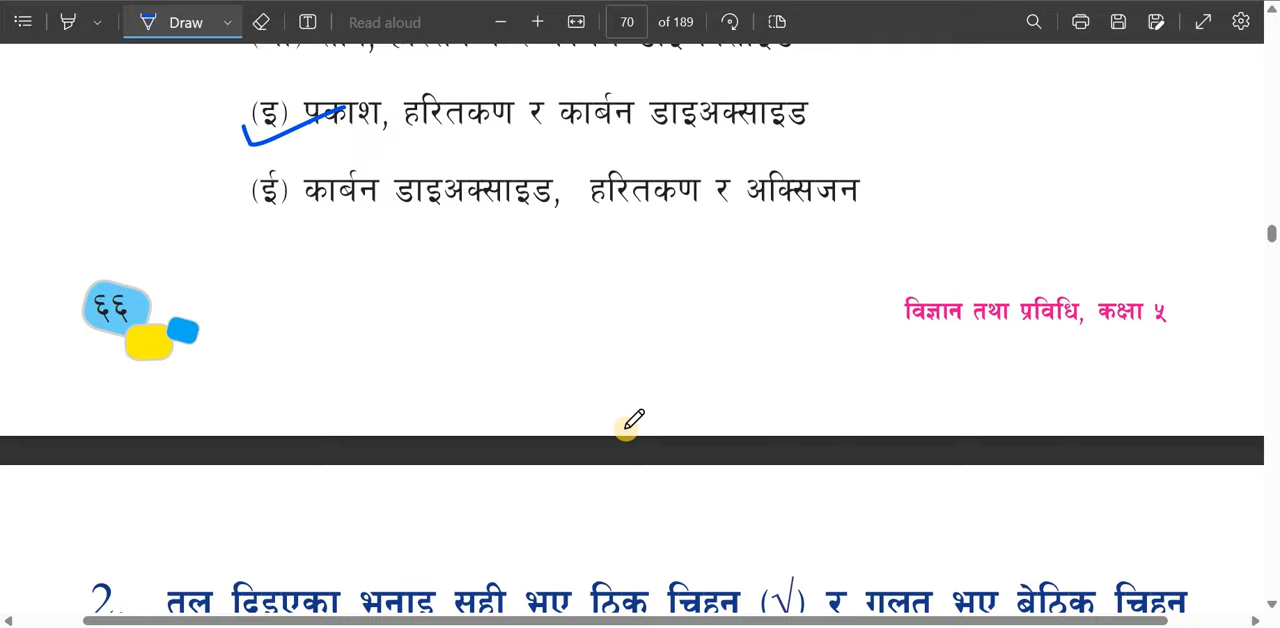 Draw
Read aloud
70 of 189
(इ) प्रकाश, हरितकण र कार्बन डाइअक्साइड
(ई) कार्बन डाइअक्साइड, हरितकण र अक्सिजन
६६
विज्ञान तथा प्रविधि, कक्षा ५
2. तल दिइएका भनाइ सही भए ठिक चिह्न (√) र गलत भए बेठिक चिह्न